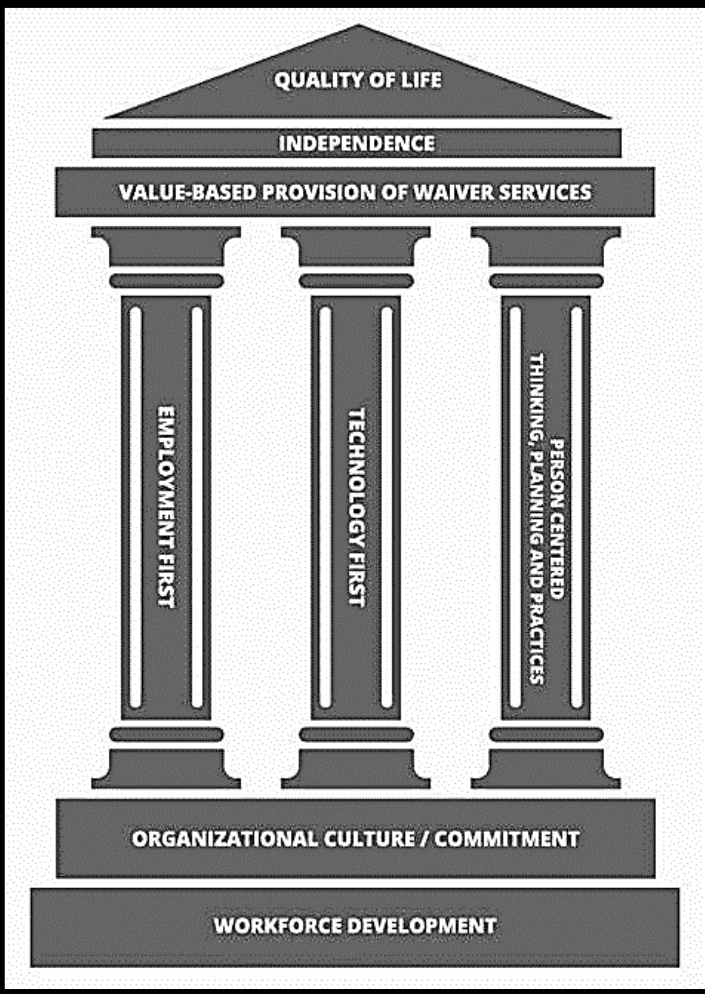 QUALITY OF LIFE
INDEPENDENCE
VALUE-BASED PROVISION OF WAIVER SERVICES
EMPLOYMENT FIRST
TECHNOLOGY FIRST
PERSON CENTERED
THINKING, PLANNING AND PRACTICES
ORGANIZATIONAL CULTURE / COMMITMENT
WORKFORCE DEVELOPMENT